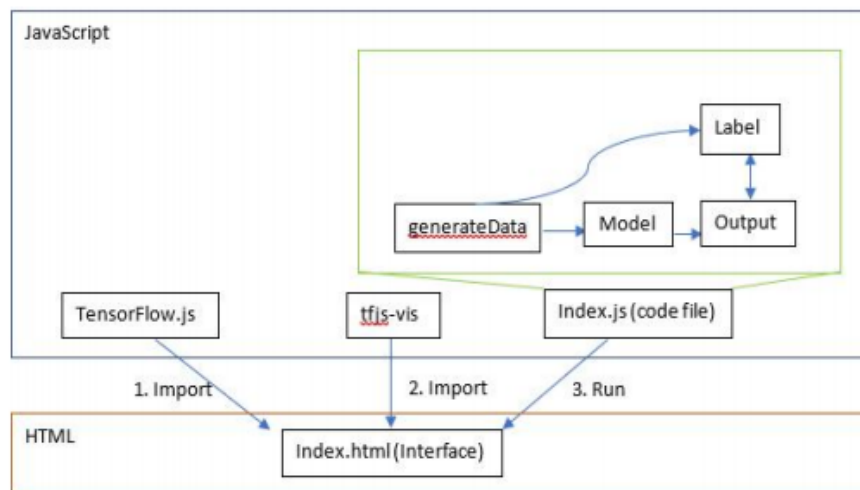 JavaScript
Label
generateData
Model
Output
TensorFlow.js
tfjs-vis
Index.js (code file)
1. Import
2. Import
3. Run
HTML
Index.html (Interface)